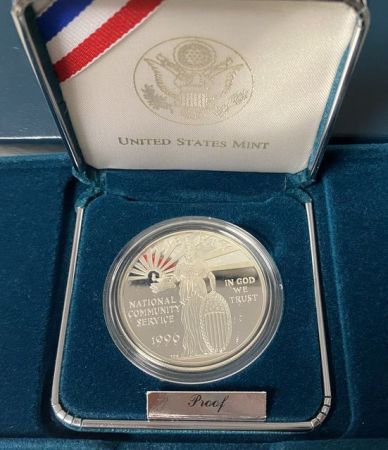 UNITED STATES MINT
NATIONAL
COMMUNITY
SERVICE
1996
IN GOD
WE
TRUST
Proof